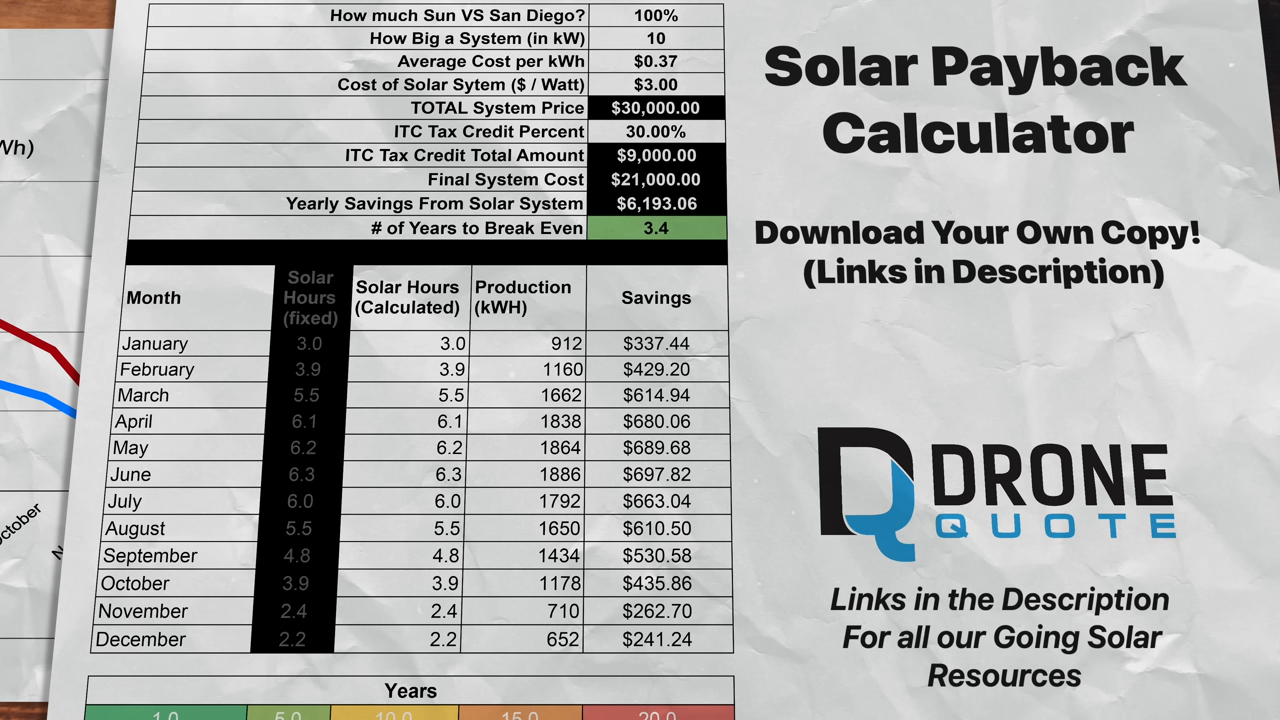 How much Sun VS San Diego? 100%
How Big a System (in kW) 10
Average Cost per kWh $0.37
Cost of Solar Sytem ($ / Watt) $3.00
TOTAL System Price $30,000.00
ITC Tax Credit Percent 30.00%
ITC Tax Credit Total Amount $9,000.00
Final System Cost $21,000.00
Yearly Savings From Solar System $6,193.06
# of Years to Break Even 3.4
Month Solar Hours (fixed) Solar Hours (Calculated) Production (kWH) Savings
January 3.0 3.0 912 $337.44
February 3.9 3.9 1160 $429.20
March 5.5 5.5 1662 $614.94
April 6.1 6.1 1838 $680.06
May 6.2 6.2 1864 $689.68
June 6.3 6.3 1886 $697.82
July 6.0 6.0 1792 $663.04
August 5.5 5.5 1650 $610.50
September 4.8 4.8 1434 $530.58
October 3.9 3.9 1178 $435.86
November 2.4 2.4 710 $262.70
December 2.2 2.2 652 $241.24
Years
1.0 5.0 10.0 15.0 20.0
Solar Payback
Calculator
Download Your Own Copy!
(Links in Description)
DRONE
QUOTE
Links in the Description
For all our Going Solar
Resources